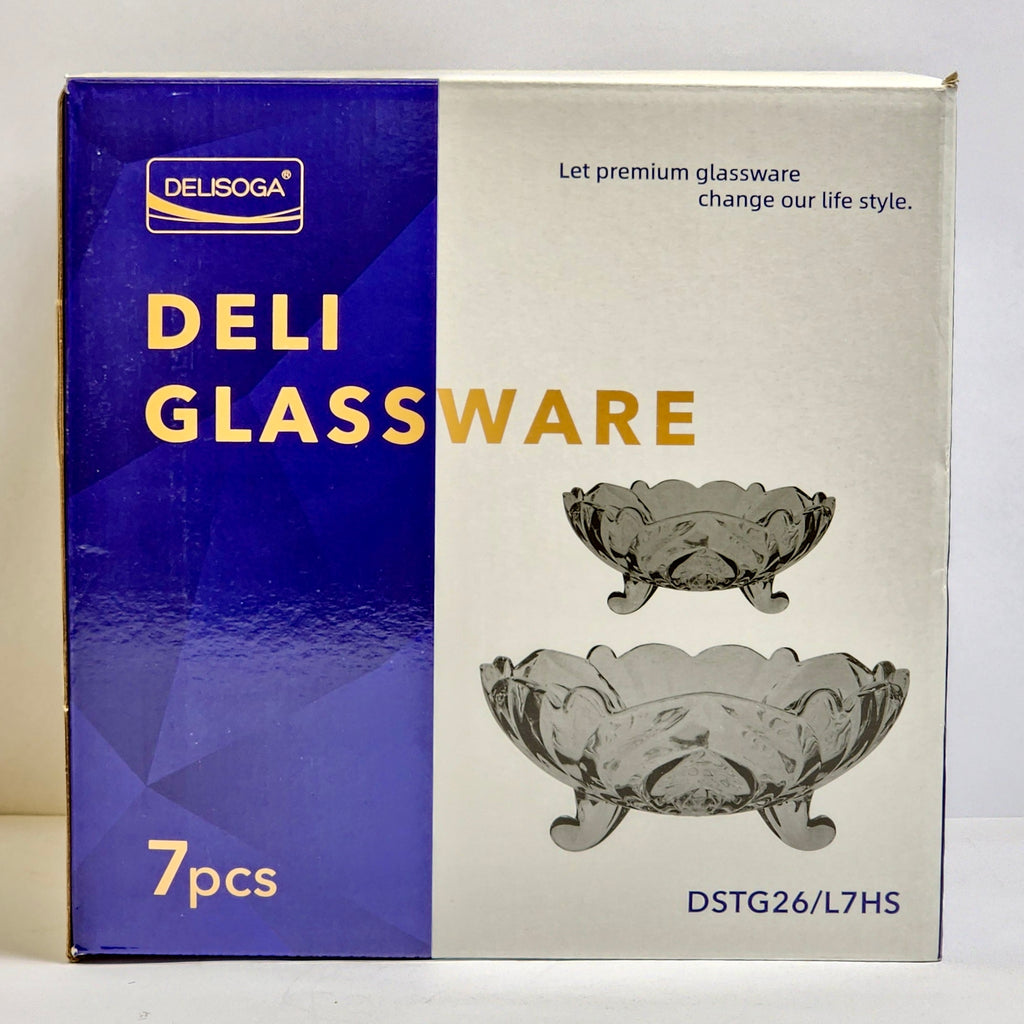 DELISOGA®
Let premium glassware
change our life style.
DELI
GLASSWARE
7pcs
DSTG26/L7HS